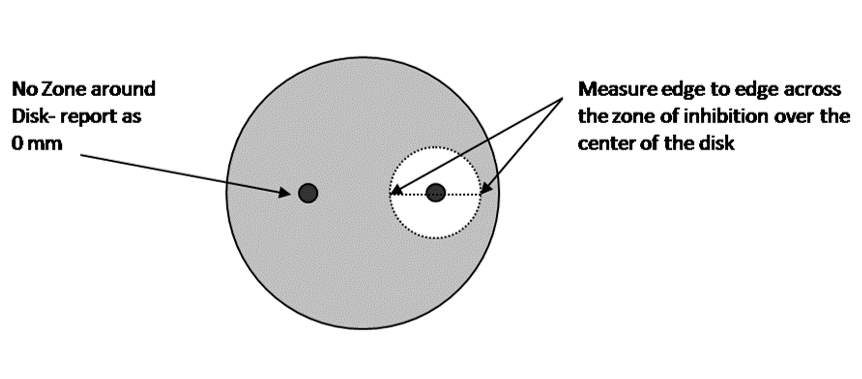 No Zone around
Disk- report as
0 mm
Measure edge to edge across
the zone of inhibition over the
center of the disk